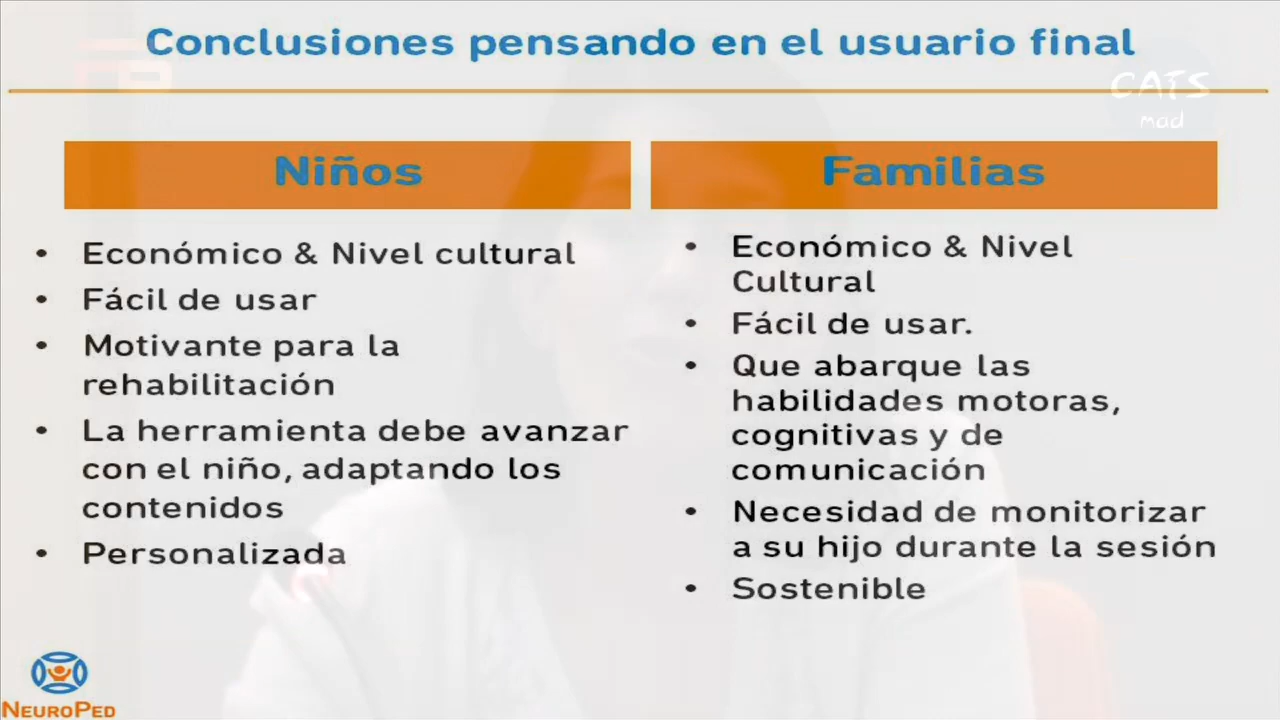 Conclusiones pensando en el usuario final
CATS
mad
Niños
• Económico & Nivel cultural
• Fácil de usar
• Motivante para la
rehabilitación
• La herramienta debe avanzar
con el niño, adaptando los
contenidos
• Personalizada
Familias
• Económico & Nivel
Cultural
• Fácil de usar.
• Que abarque las
habilidades motoras,
cognitivas y de
comunicación
• Necesidad de monitorizar
a su hijo durante la sesión
• Sostenible
NEUROPED